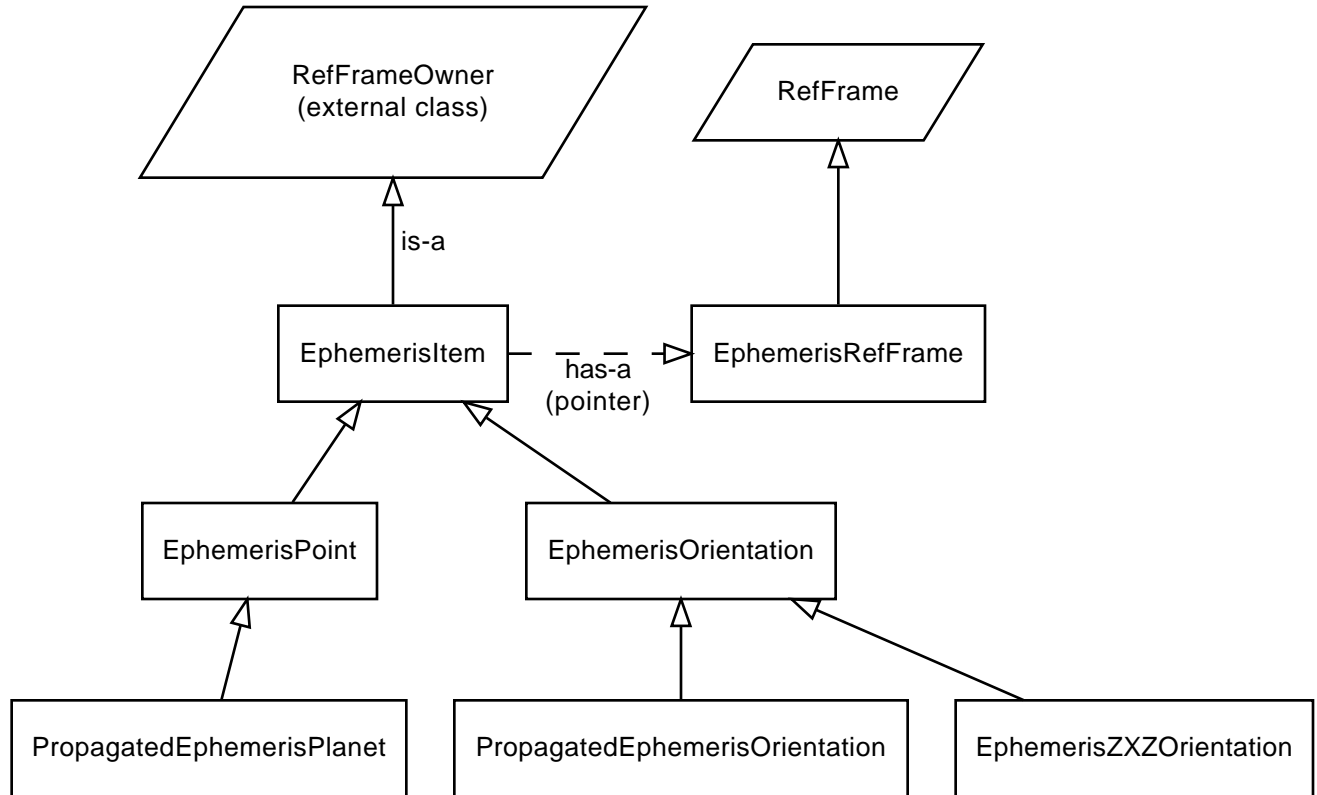 RefFrameOwner
(external class)
RefFrame
is-a
EphemerisItem
has-a
(pointer)
EphemerisRefFrame
EphemerisPoint
EphemerisOrientation
PropagatedEphemerisPlanet
PropagatedEphemerisOrientation
EphemerisZXZOrientation